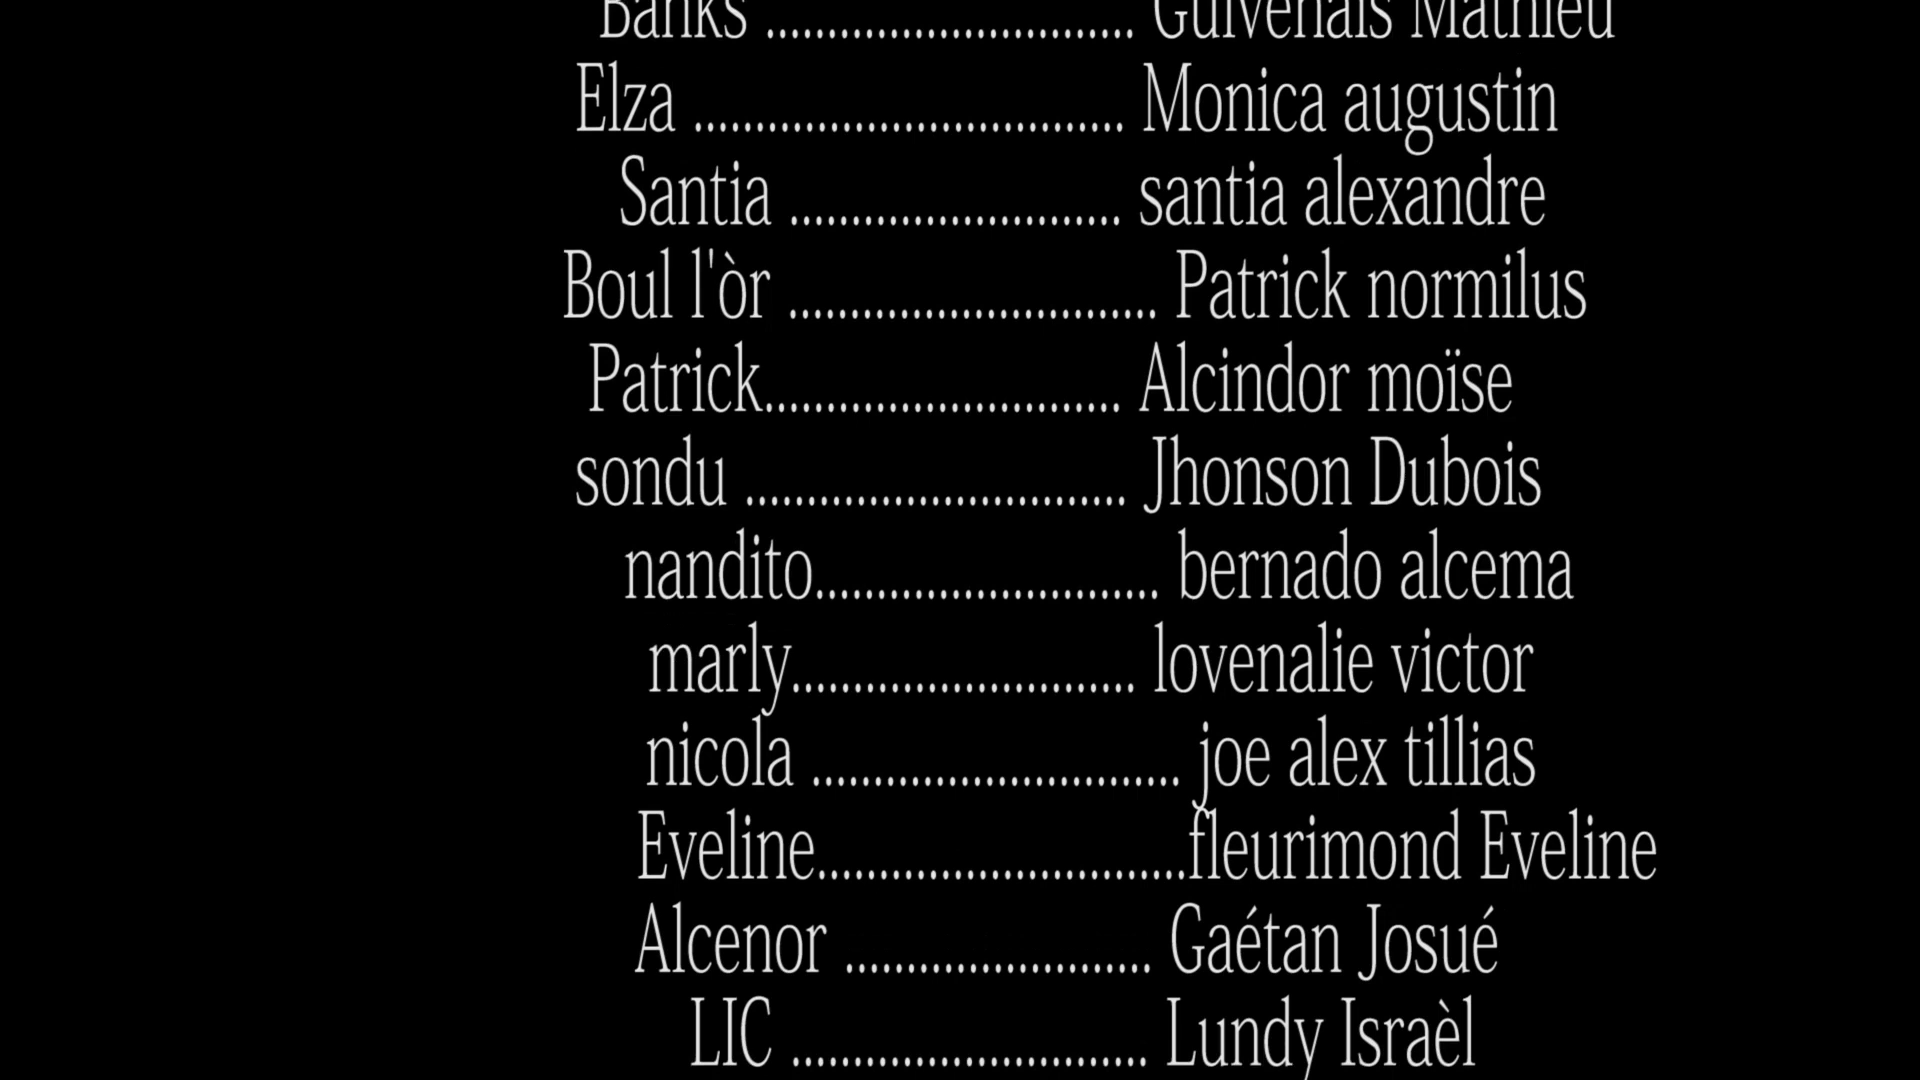 Banks .............................. Guivenais Mathieu
Elza ................................... Monica augustin
Santia ........................... santia alexandre
Boul l'òr .............................. Patrick normilus
Patrick............................. Alcindor moïse
sondu ............................... Jhonson Dubois
nandito............................ bernado alcema
marly............................ lovenalie victor
nicola .............................. joe alex tillias
Eveline..............................fleurimond Eveline
Alcenor ......................... Gaétan Josué
LIC ............................. Lundy Israèl